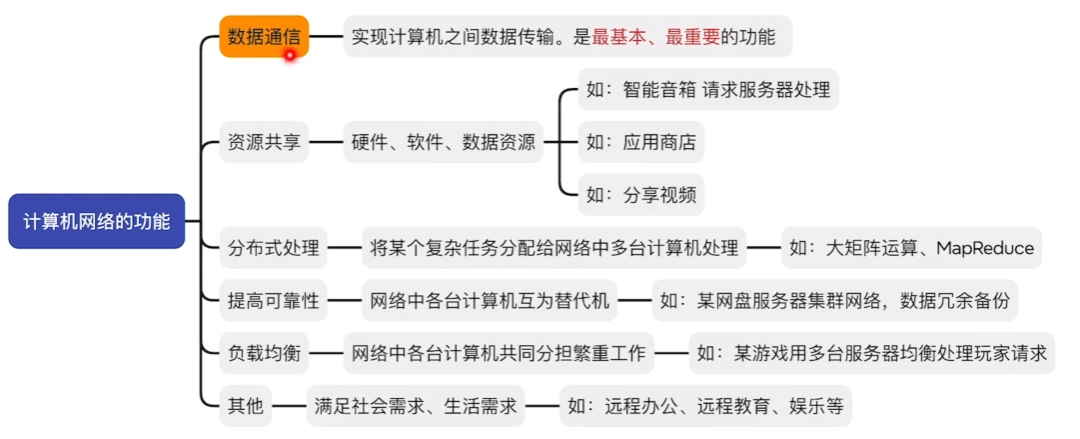 数据通信
实现计算机之间数据传输。是最基本、最重要的功能
如：智能音箱 请求服务器处理
资源共享
硬件、软件、数据资源
如：应用商店
如：分享视频
计算机网络的功能
分布式处理
将某个复杂任务分配给网络中多台计算机处理
如：大矩阵运算、MapReduce
提高可靠性
网络中各台计算机互为替代机
如：某网盘服务器集群网络，数据冗余备份
负载均衡
网络中各台计算机共同分担繁重工作
如：某游戏用多台服务器均衡处理玩家请求
其他
满足社会需求、生活需求
如：远程办公、远程教育、娱乐等